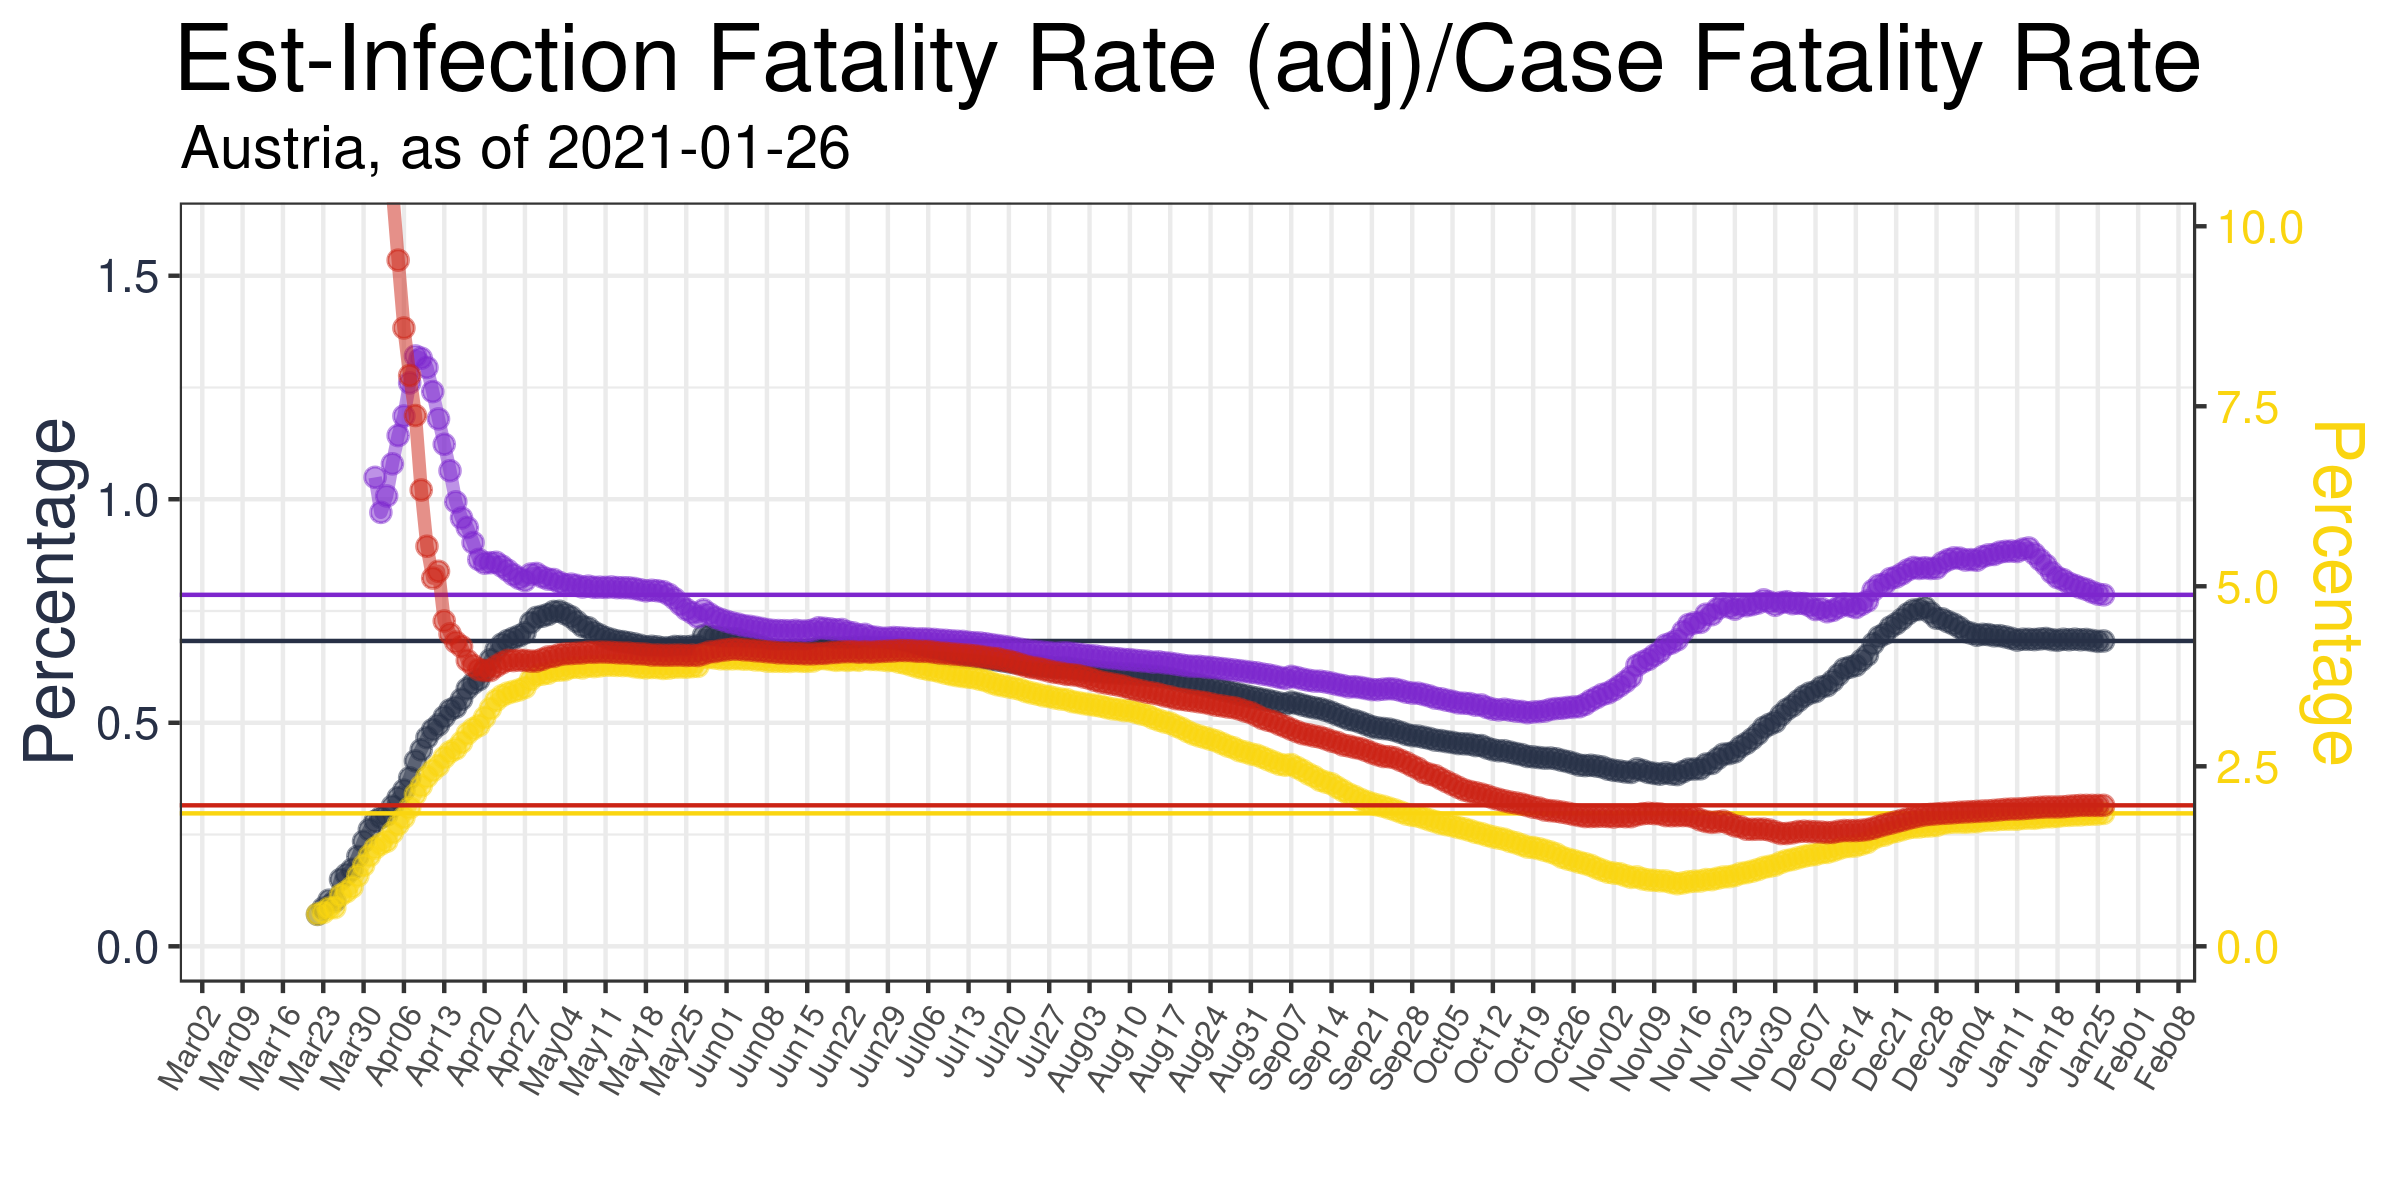 Est-Infection Fatality Rate (adj)/Case Fatality Rate
Austria, as of 2021-01-26
Percentage
1.5
1.0
0.5
0.0
10.0
7.5
5.0
2.5
0.0
Percentage
Mar02 Mar09 Mar16 Mar23 Mar30 Apr06 Apr13 Apr20 Apr27 May04 May11 May18 May25 Jun01 Jun08 Jun15 Jun22 Jun29 Jul06 Jul13 Jul20 Jul27 Aug03 Aug10 Aug17 Aug24 Aug31 Sep07 Sep14 Sep21 Sep28 Oct05 Oct12 Oct19 Oct26 Nov02 Nov09 Nov16 Nov23 Nov30 Dec07 Dec14 Dec21 Dec28 Jan04 Jan11 Jan18 Jan25 Feb01 Feb08